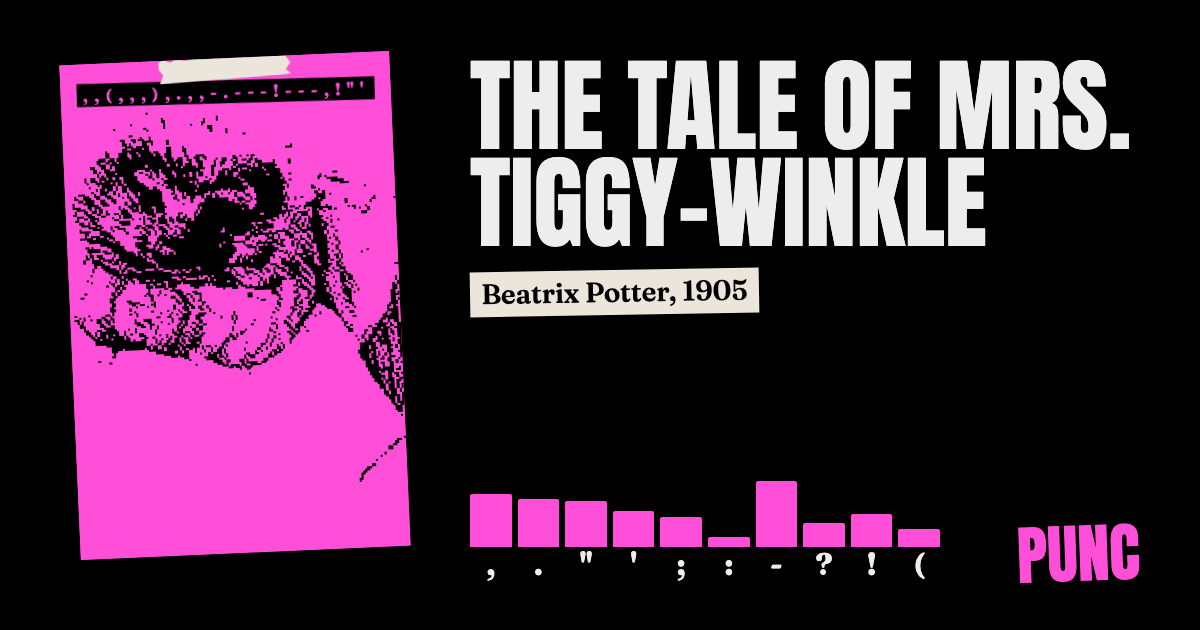 ,,(,,,),.,,-.---!---,!"'
THE TALE OF MRS.
TIGGY-WINKLE
Beatrix Potter, 1905
, . " ' ; : - ? ! (
PUNC